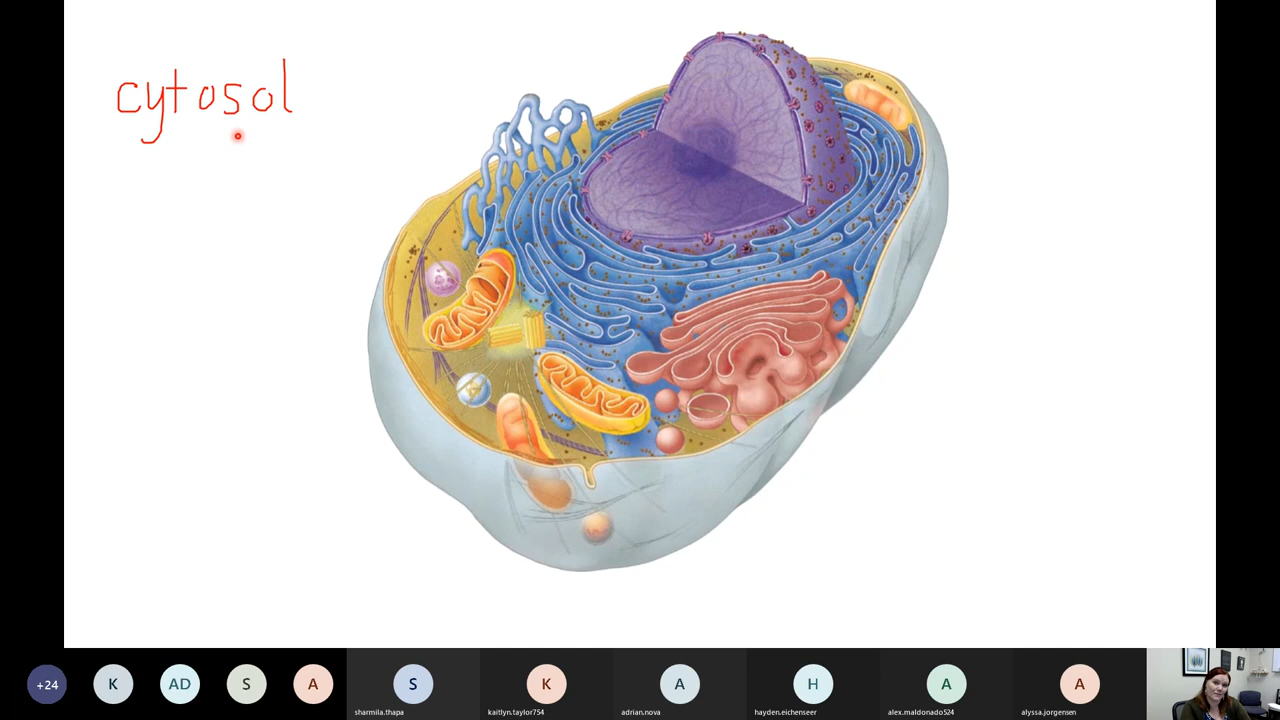 cytosol
+24
K
AD
S
A
S
K
A
H
A
A
sharmila.thapa
kaitlyn.taylor754
adrian.nova
hayden.eichenseer
alex.maldonado524
alyssa.jorgensen